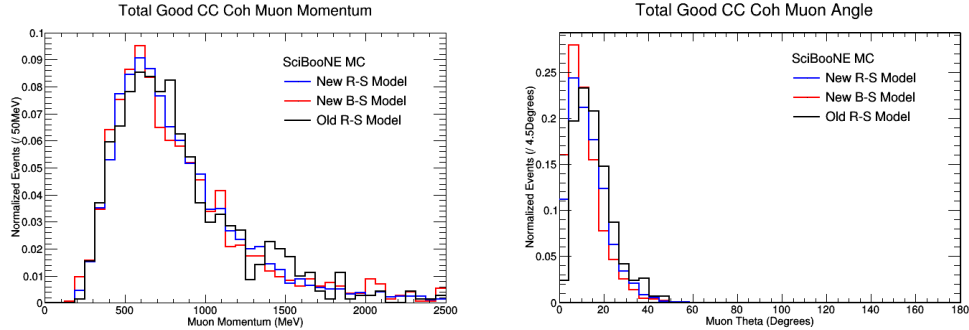 Total Good CC Coh Muon Momentum
Normalized Events (/ 50MeV)
0.1
0.09
0.08
0.07
0.06
0.05
0.04
0.03
0.02
0.01
0
SciBooNE MC
New R-S Model
New B-S Model
Old R-S Model
0 500 1000 1500 2000 2500
Muon Momentum (MeV)
Total Good CC Coh Muon Angle
Normalized Events (/ 4.5Degrees)
0.25
0.2
0.15
0.1
0.05
0
SciBooNE MC
New R-S Model
New B-S Model
Old R-S Model
0 20 40 60 80 100 120 140 160 180
Muon Theta (Degrees)